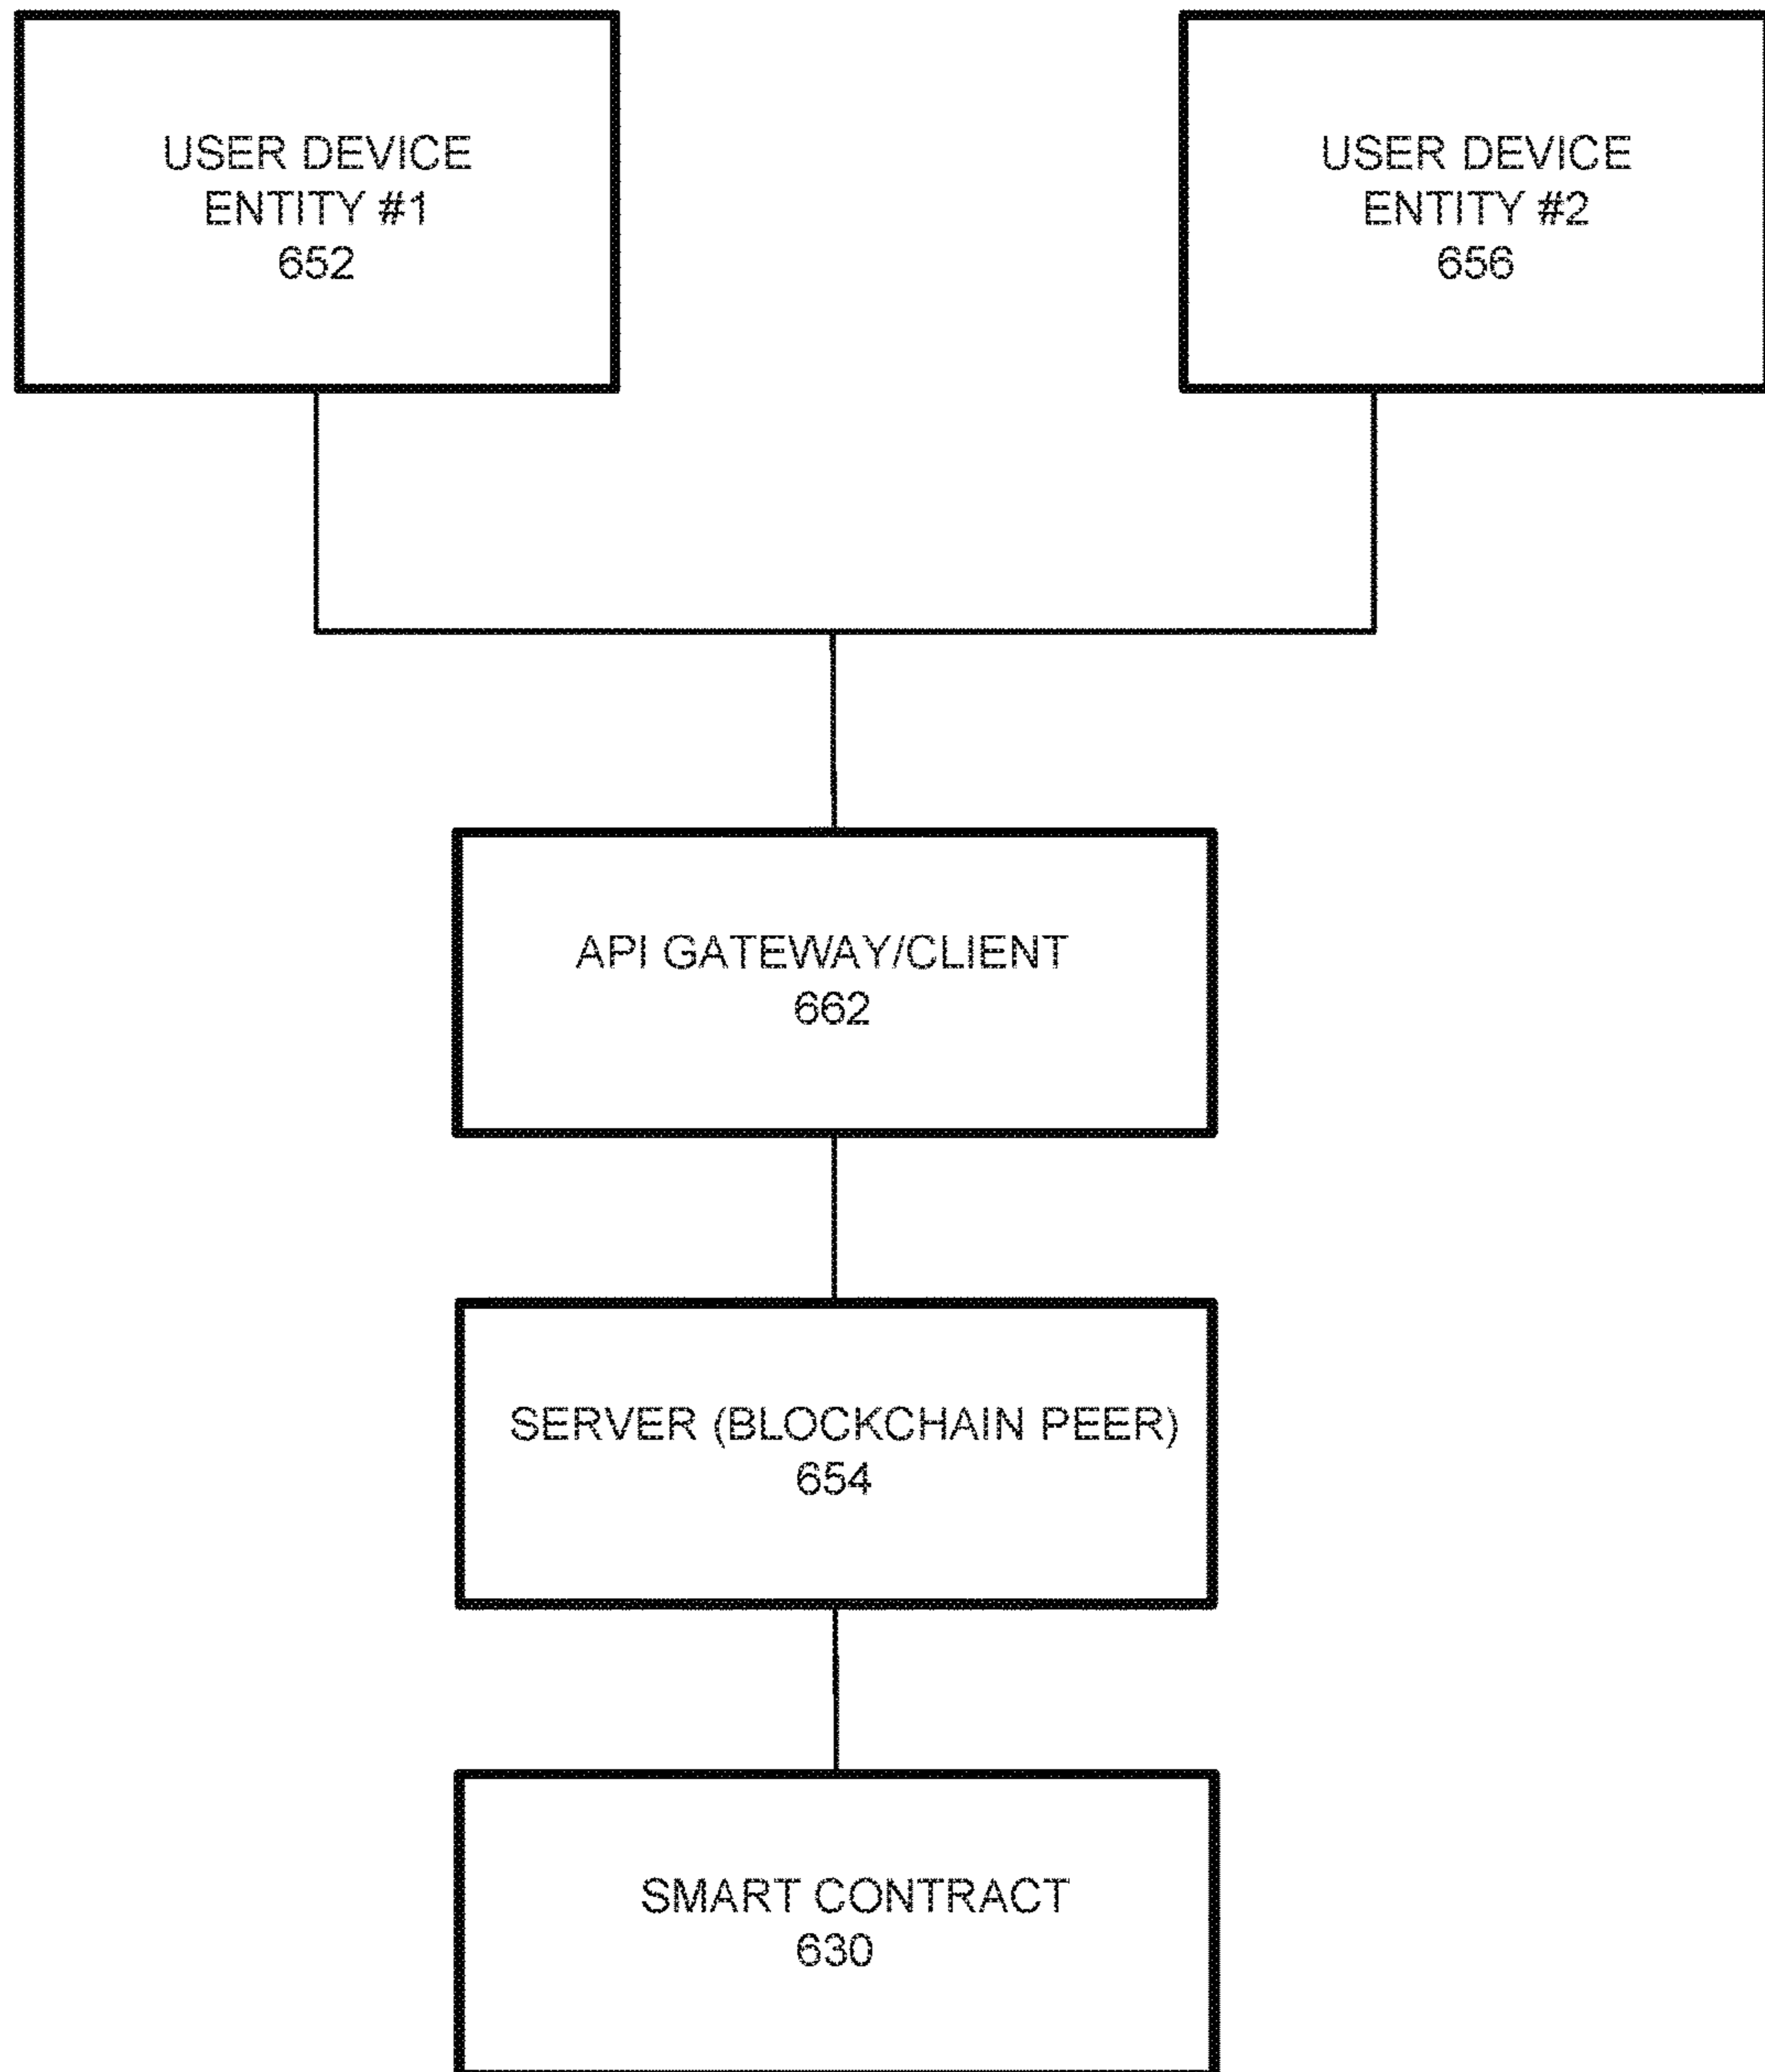 USER DEVICE
ENTITY #1
652
USER DEVICE
ENTITY #2
656
API GATEWAY/CLIENT
662
SERVER (BLOCKCHAIN PEER)
654
SMART CONTRACT
630